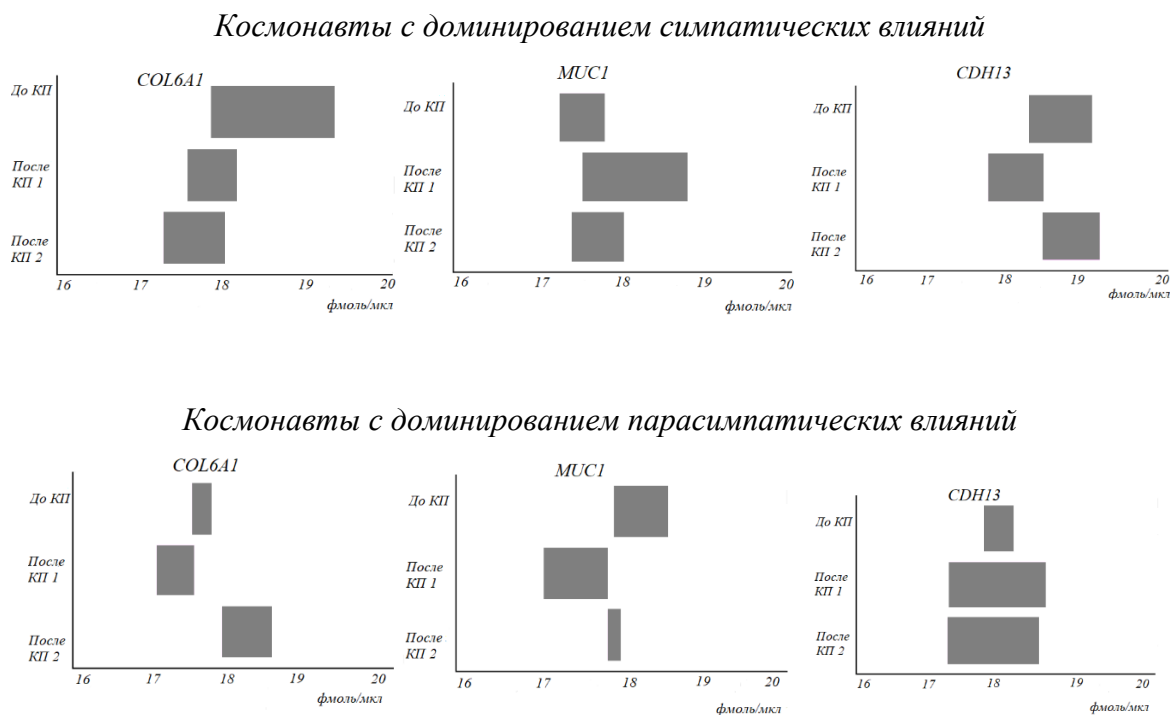 Космонавты с доминированием симпатических влияний
COL6A1
До КП
После
КП 1
После
КП 2
16 17 18 19 20
фмоль/мкл
MUC1
До КП
После
КП 1
После
КП 2
16 17 18 19 20
фмоль/мкл
CDH13
До КП
После
КП 1
После
КП 2
16 17 18 19 20
фмоль/мкл
Космонавты с доминированием парасимпатических влияний
COL6A1
До КП
После
КП 1
После
КП 2
16 17 18 19 20
фмоль/мкл
MUC1
До КП
После
КП 1
После
КП 2
16 17 18 19 20
фмоль/мкл
CDH13
До КП
После
КП 1
После
КП 2
16 17 18 19 20
фмоль/мкл